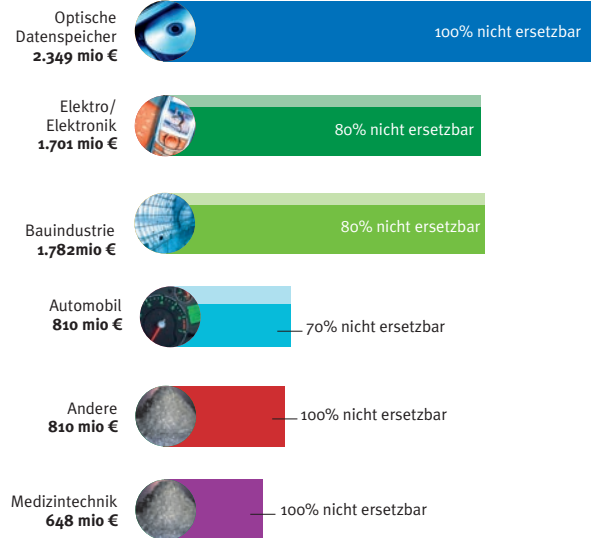 Optische
Datenspeicher
2.349 mio €
100% nicht ersetzbar
Elektro/
Elektronik
1.701 mio €
80% nicht ersetzbar
Bauindustrie
1.782mio €
80% nicht ersetzbar
Automobil
810 mio €
70% nicht ersetzbar
Andere
810 mio €
100% nicht ersetzbar
Medizintechnik
648 mio €
100% nicht ersetzbar